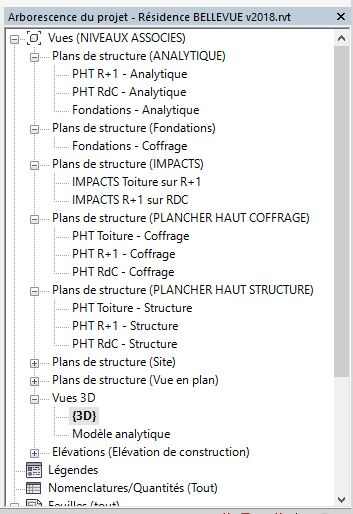 Arborescence du projet - Résidence BELLEVUE v2018.rvt
Vues (NIVEAUX ASSOCIES)
Plans de structure (ANALYTIQUE)
PHT R+1 - Analytique
PHT RdC - Analytique
Fondations - Analytique
Plans de structure (Fondations)
Fondations - Coffrage
Plans de structure (IMPACTS)
IMPACTS Toiture sur R+1
IMPACTS R+1 sur RDC
Plans de structure (PLANCHER HAUT COFFRAGE)
PHT Toiture - Coffrage
PHT R+1 - Coffrage
PHT RdC - Coffrage
Plans de structure (PLANCHER HAUT STRUCTURE)
PHT Toiture - Structure
PHT R+1 - Structure
PHT RdC - Structure
Plans de structure (Site)
Plans de structure (Vue en plan)
Vues 3D
{3D}
Modèle analytique
Elévations (Elévation de construction)
Légendes
Nomenclatures/Quantités (Tout)
Feuilles (tout)